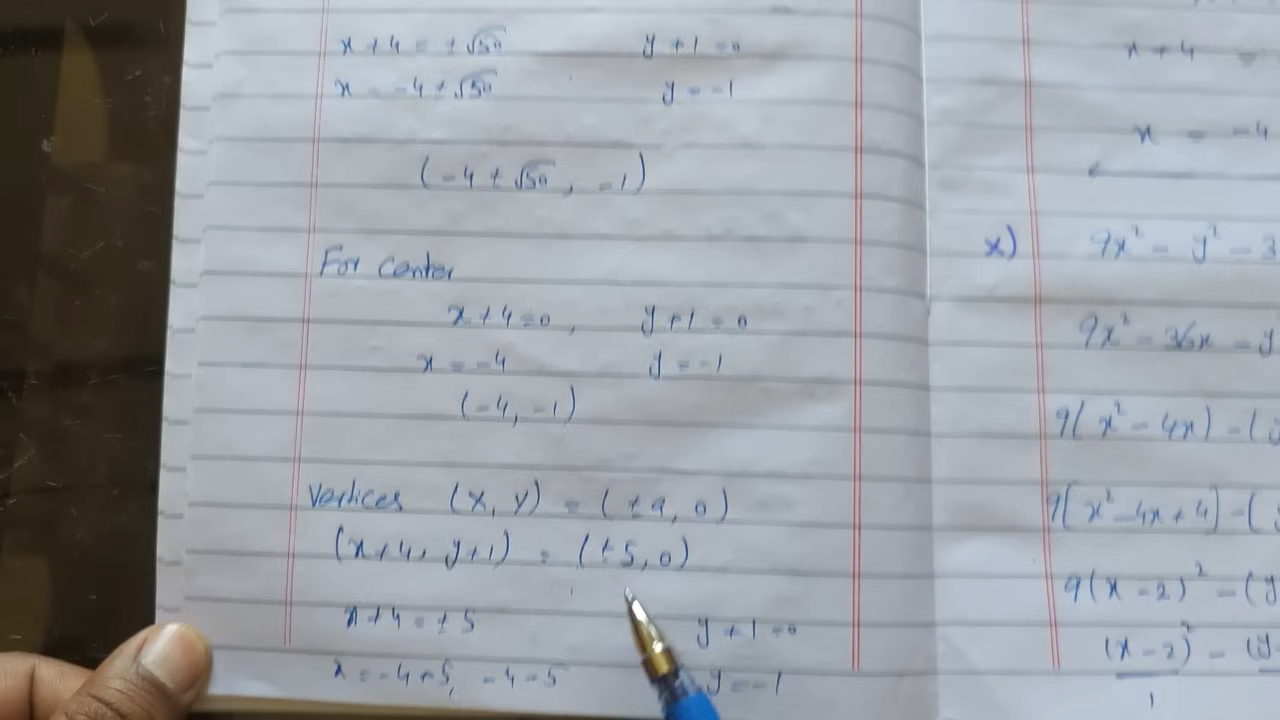 x + 4 = ±√50 y + 1 = 0
x = -4 ± √50 y = -1
(-4 ± √50, -1)
For center
x + 4 = 0, y + 1 = 0
x = -4 y = -1
(-4, -1)
Vertices (X, Y) = (±a, 0)
(x+4, y+1) = (±5, 0)
x + 4 = ±5 y + 1 = 0
x = -4+5, -4-5 y = -1
x + 4 =
x = -4
x) 9x² - y² - 3
9x² - 36x - y
9(x² - 4x) - (y
9(x² - 4x + 4) - (
9(x - 2)² - (y
(x - 2)² - (y
1